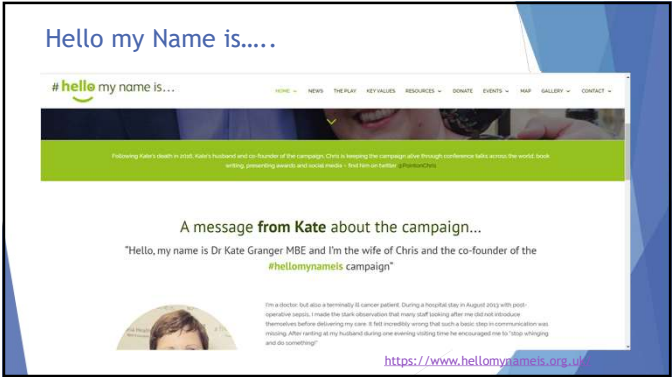 Hello my Name is…..
#hello my name is...
HOME NEWS THE PLAY KEY VALUES RESOURCES DONATE EVENTS MAP GALLERY CONTACT
Following Kate's death in 2016, Kate's husband and co-founder of the campaign, Chris is keeping the campaign alive through conference talks across the world, book
writing, presenting awards and social media - find him on twitter @PointonChris
A message from Kate about the campaign...
"Hello, my name is Dr Kate Granger MBE and I'm the wife of Chris and the co-founder of the
#hellomynameis campaign"
I'm a doctor, but also a terminally ill cancer patient. During a hospital stay in August 2013 with post-
operative sepsis, I made the stark observation that many staff looking after me did not introduce
themselves before delivering my care. It felt incredibly wrong that such a basic step in communication was
missing. After ranting at my husband during one evening visiting time he encouraged me to "stop whinging
and do something!"
https://www.hellomynameis.org.uk